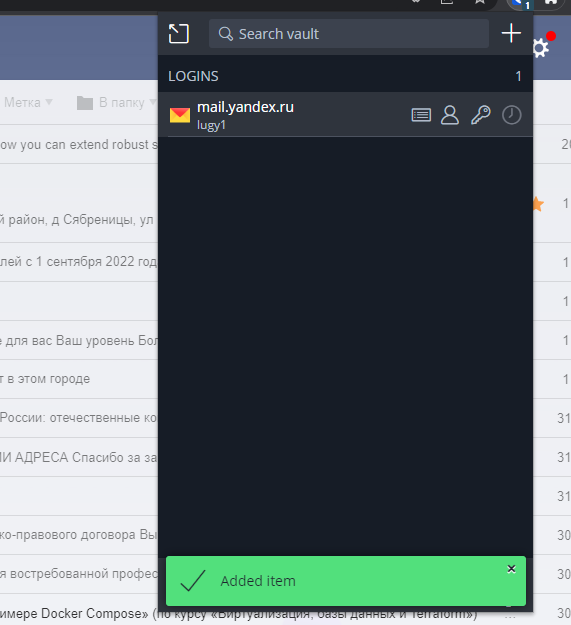 1
Search vault
Метка
В папку
LOGINS
1
mail.yandex.ru
lugy1
ow you can extend robust s
20
й район, д Сябреницы, ул
1
лей с 1 сентября 2022 год
1
1
е для вас Ваш уровень Бол
1
т в этом городе
1
России: отечественные ко
31
ИИ АДРЕСА Спасибо за за
31
31
ко-правового договора Вы
30
я востребованной профес
30
Added item
×
имере Docker Compose» (по курсу «Виртуализация, базы данных и Terraform»)
...
30